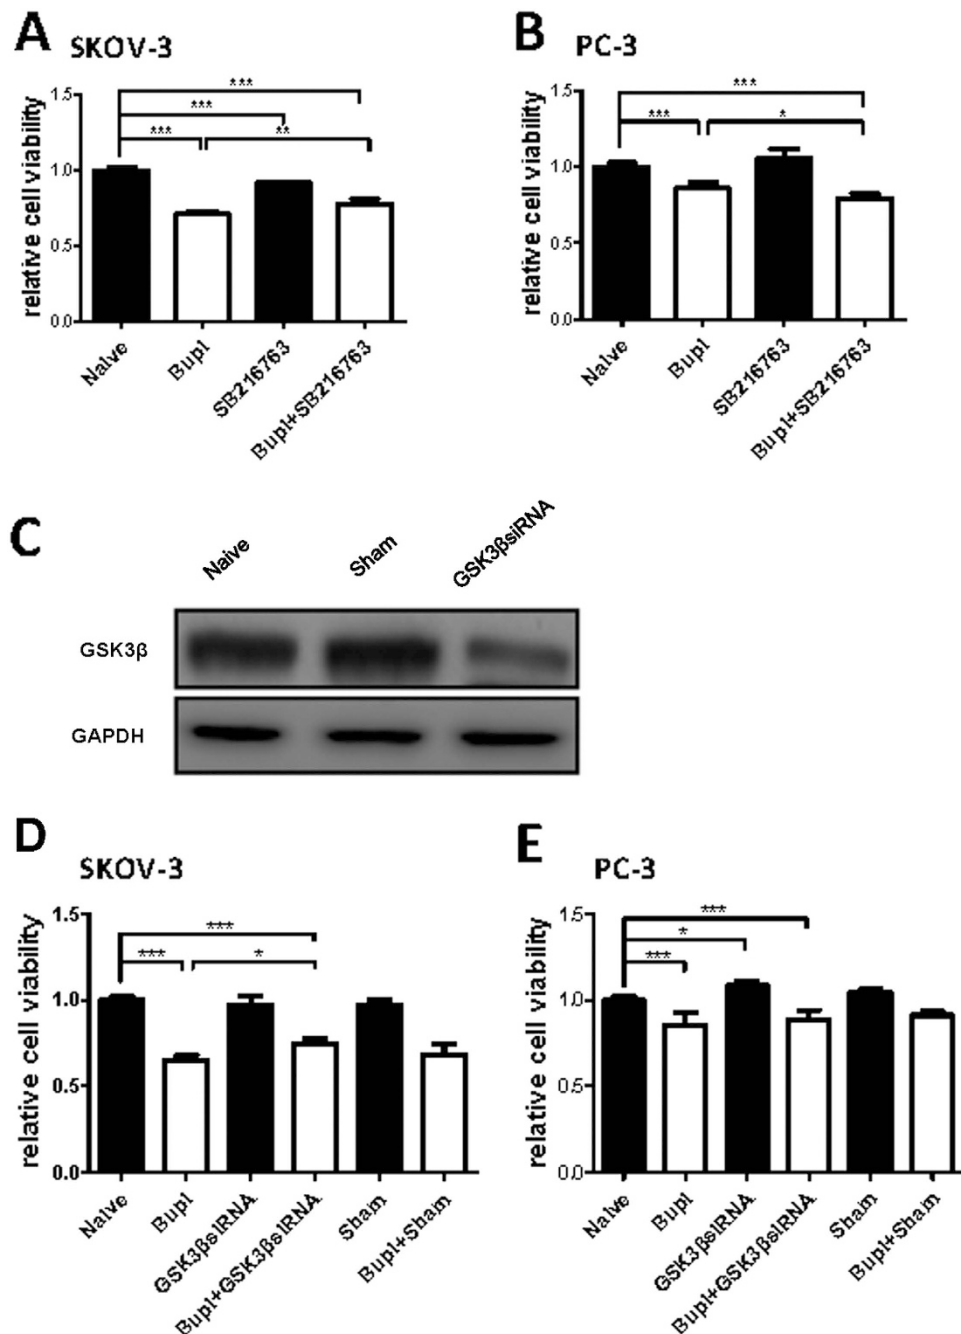 A SKOV-3
B PC-3
relative cell viability
1.5
1.0
0.5
0.0
***
***
***
**
Naive
Bupi
SB216763
Bupi+SB216763
relative cell viability
1.5
1.0
0.5
0.0
***
***
*
Naive
Bupi
SB216763
Bupi+SB216763
C
Naive
Sham
GSK3βsiRNA
GSK3β
GAPDH
D
SKOV-3
relative cell viability
1.5
1.0
0.5
0.0
***
***
*
Naive
Bupi
GSK3βsiRNA
Bupi+GSK3βsiRNA
Sham
Bupi+Sham
E
PC-3
relative cell viability
1.5
1.0
0.5
0.0
***
*
***
Naive
Bupi
GSK3βsiRNA
Bupi+GSK3βsiRNA
Sham
Bupi+Sham